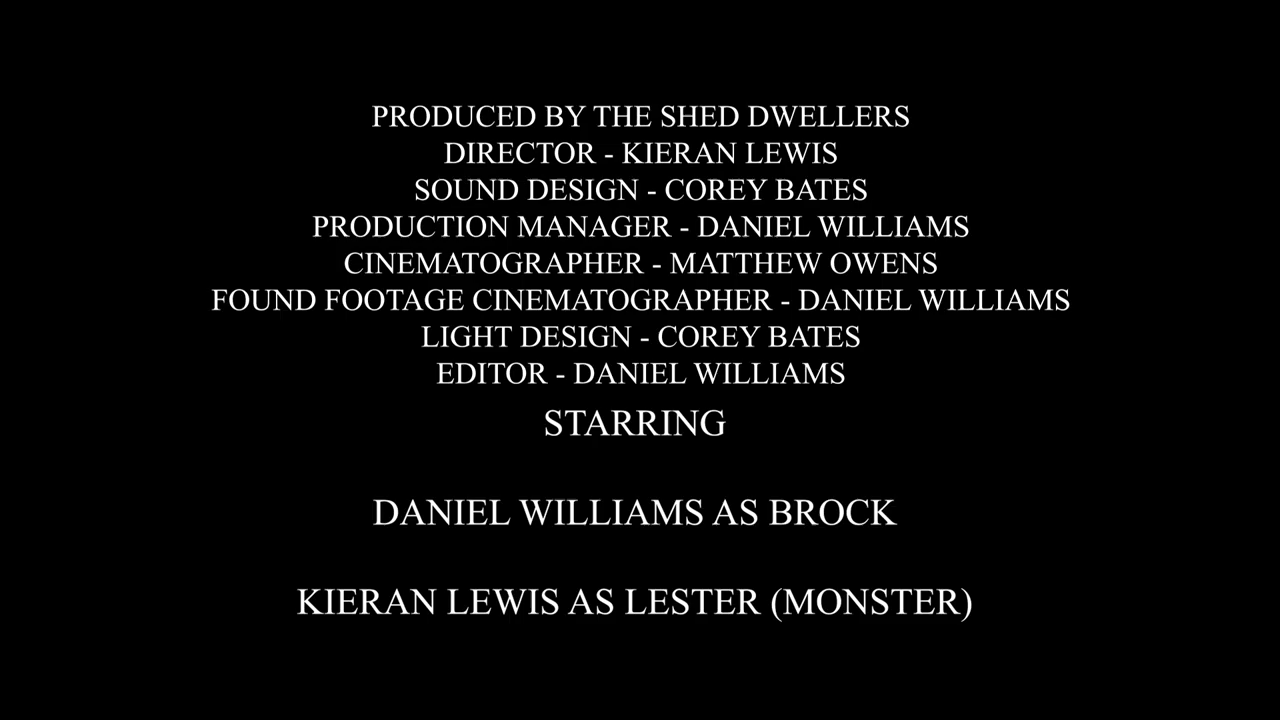 PRODUCED BY THE SHED DWELLERS
DIRECTOR - KIERAN LEWIS
SOUND DESIGN - COREY BATES
PRODUCTION MANAGER - DANIEL WILLIAMS
CINEMATOGRAPHER - MATTHEW OWENS
FOUND FOOTAGE CINEMATOGRAPHER - DANIEL WILLIAMS
LIGHT DESIGN - COREY BATES
EDITOR - DANIEL WILLIAMS
STARRING
DANIEL WILLIAMS AS BROCK
KIERAN LEWIS AS LESTER (MONSTER)